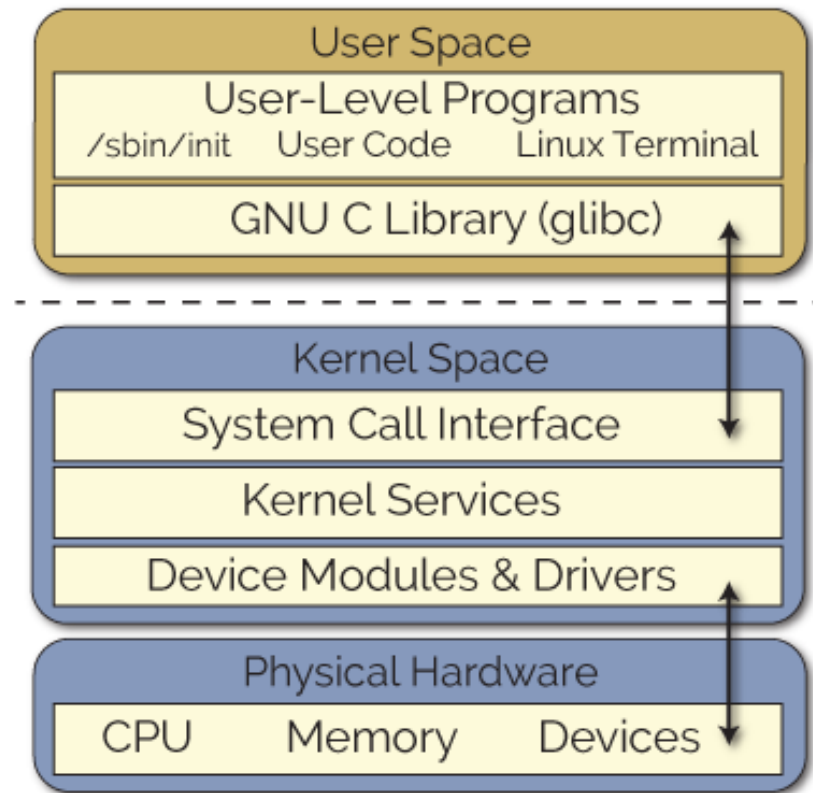 User Space
User-Level Programs
/sbin/init User Code Linux Terminal
GNU C Library (glibc)
Kernel Space
System Call Interface
Kernel Services
Device Modules & Drivers
Physical Hardware
CPU Memory Devices